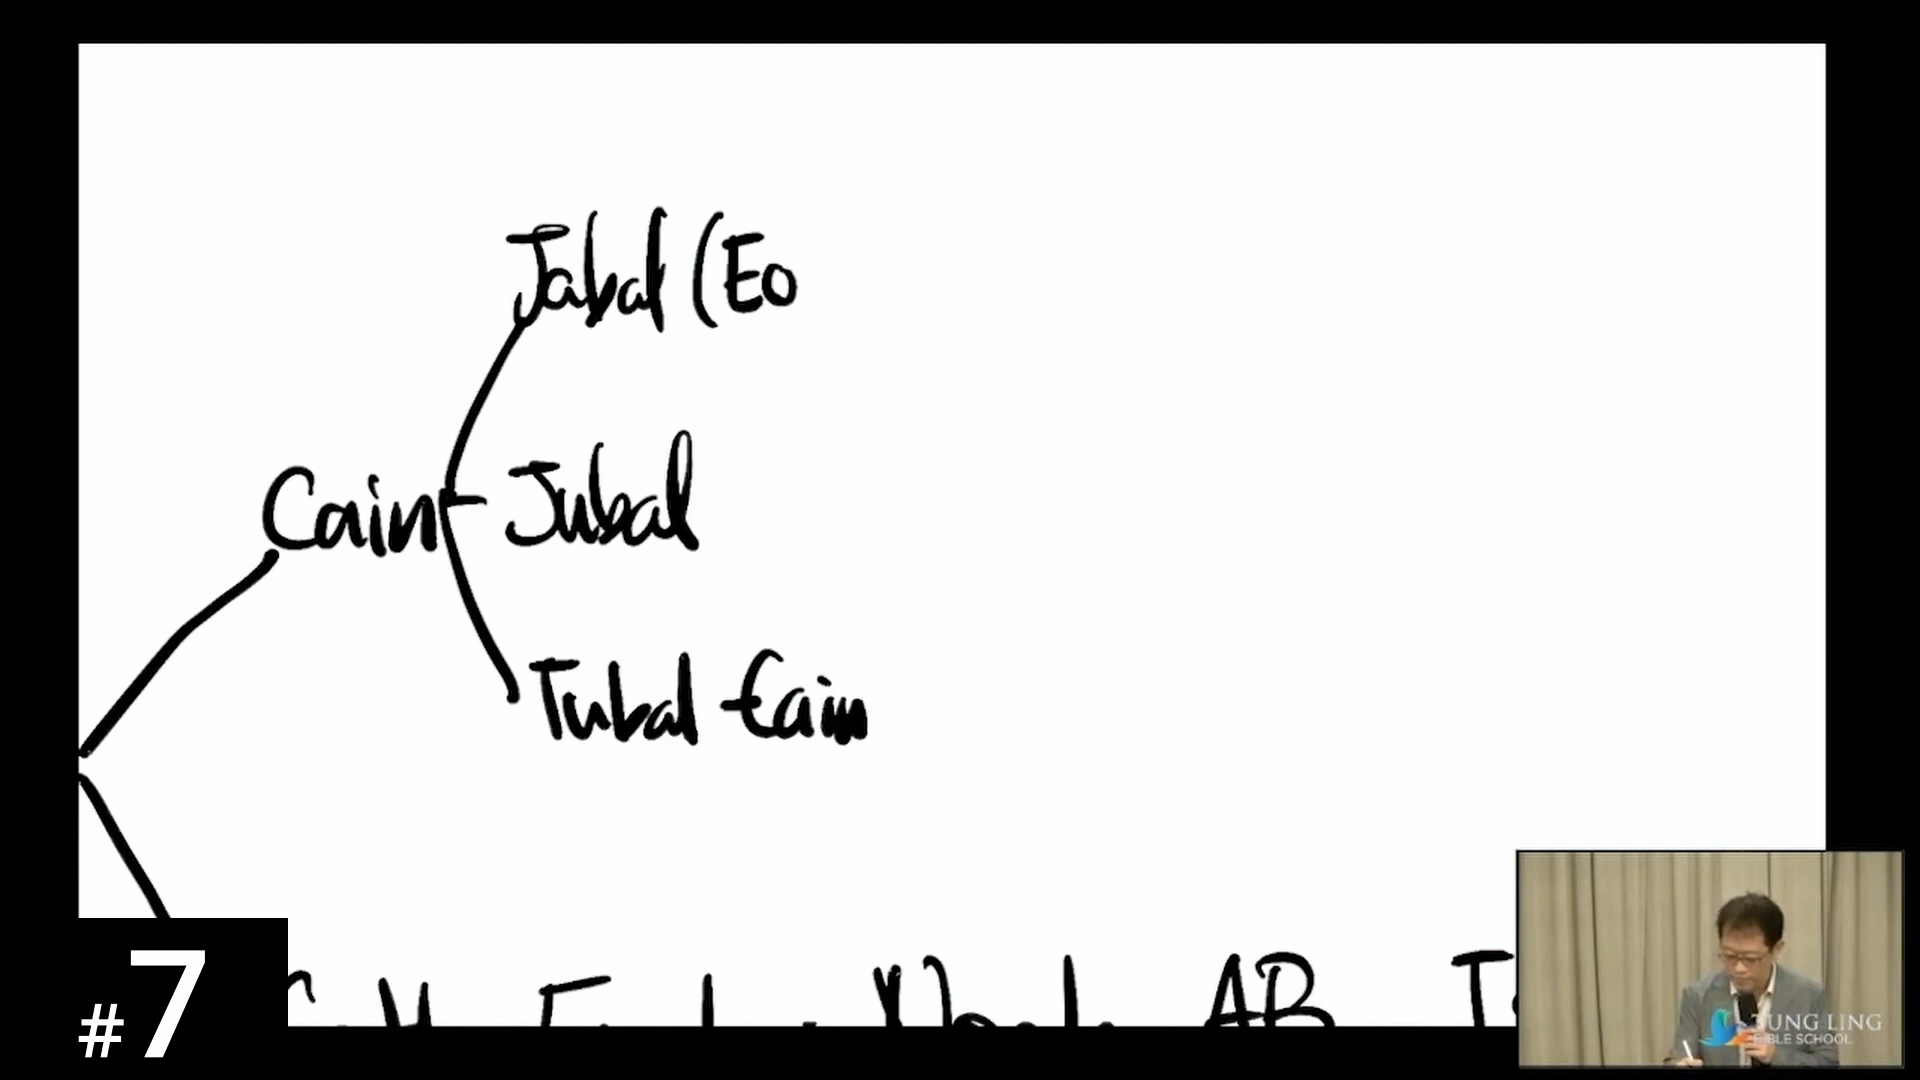 Jabal (Eo
Cain
Jubal
Tubal-Cain
AB
#7
TUNG LING
BIBLE SCHOOL